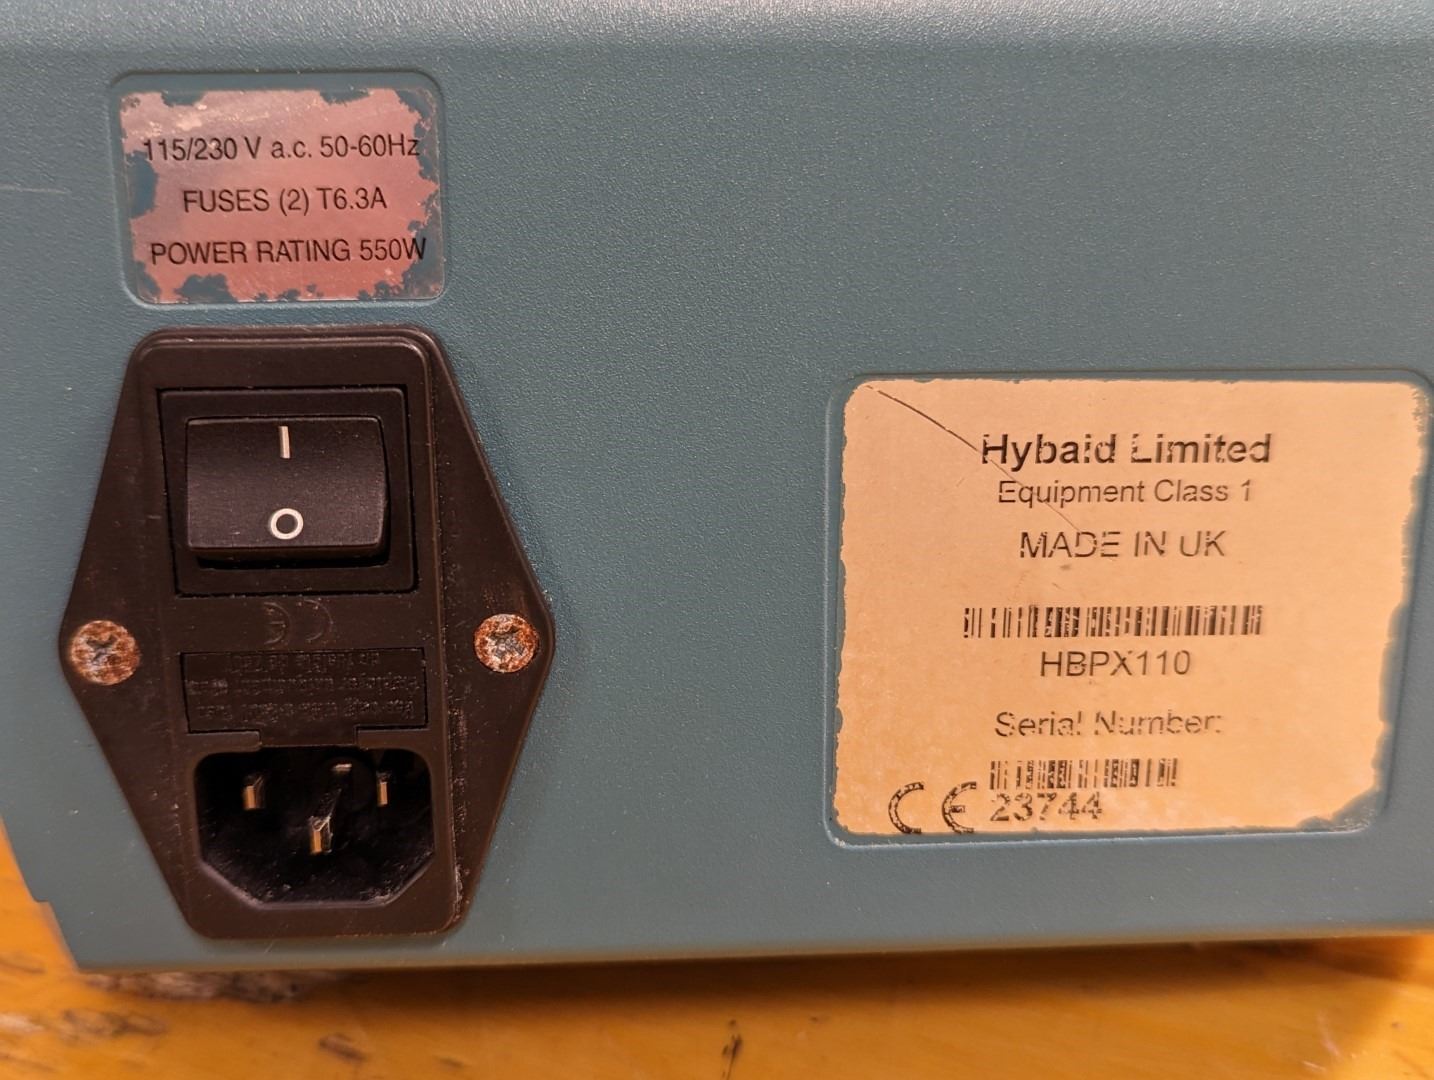 115/230 V a.c. 50-60Hz
FUSES (2) T6.3A
POWER RATING 550W
I
O
CE
Hybaid Limited
Equipment Class 1
MADE IN UK
HBPX110
Serial Number:
CE 23744